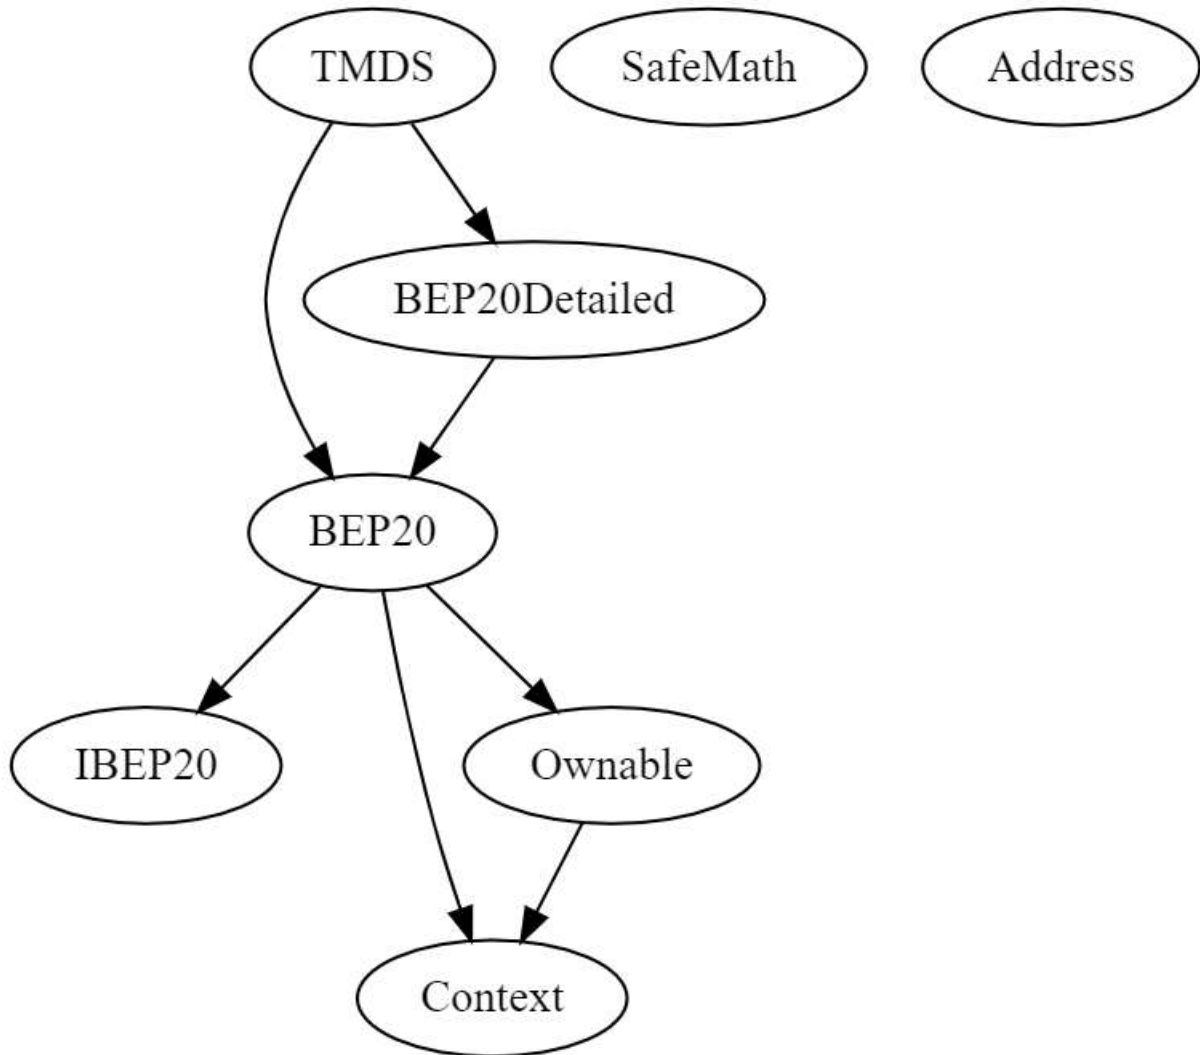 TMDS
SafeMath
Address
BEP20Detailed
BEP20
IBEP20
Ownable
Context